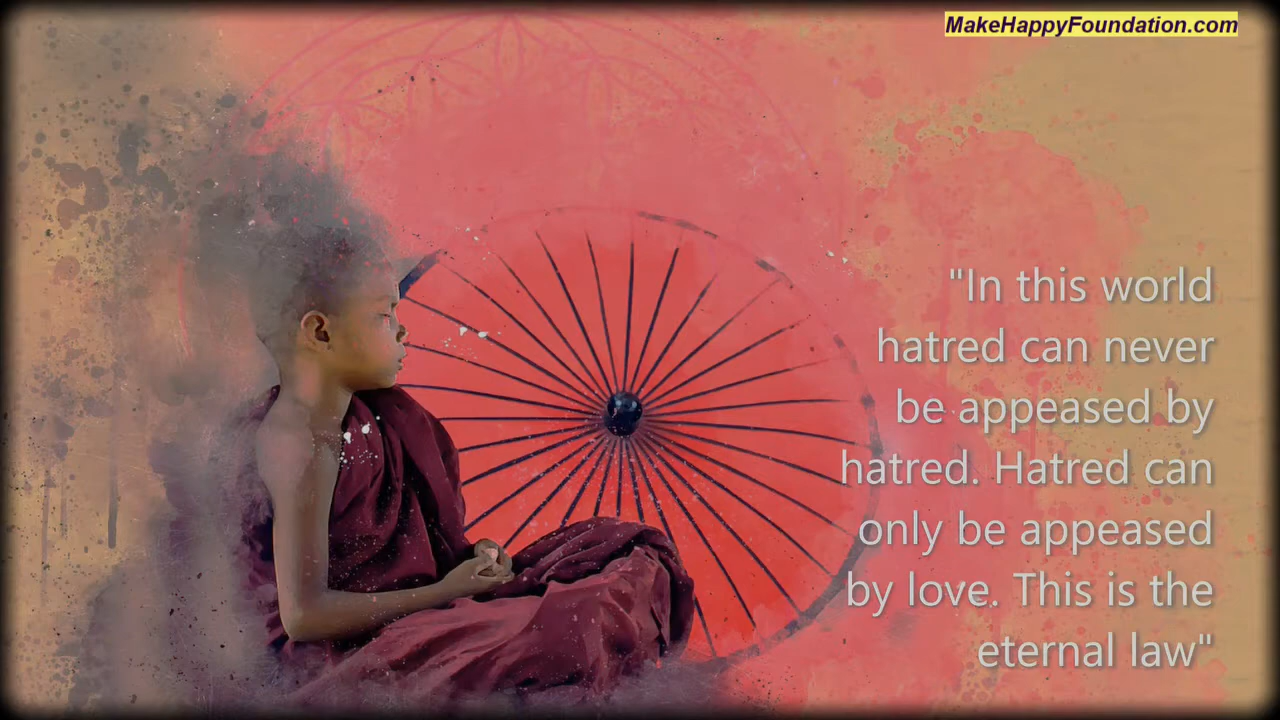 MakeHappyFoundation.com
"In this world
hatred can never
be appeased by
hatred. Hatred can
only be appeased
by love. This is the
eternal law"